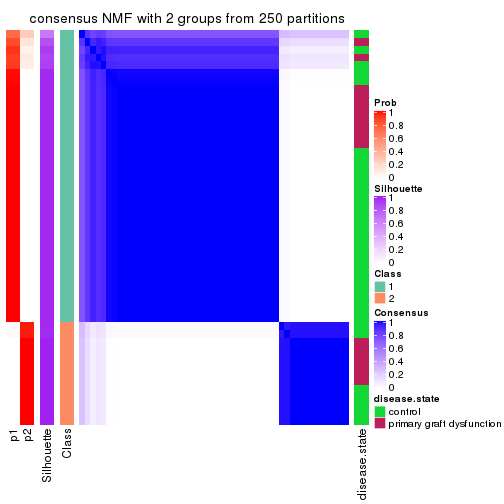 consensus NMF with 2 groups from 250 partitions
Prob
1
0.8
0.6
0.4
0.2
0
Silhouette
1
0.8
0.6
0.4
0.2
0
Class
1
2
Consensus
1
0.8
0.6
0.4
0.2
0
disease.state
control
primary graft dysfunction
p1
p2
Silhouette
Class
disease.state